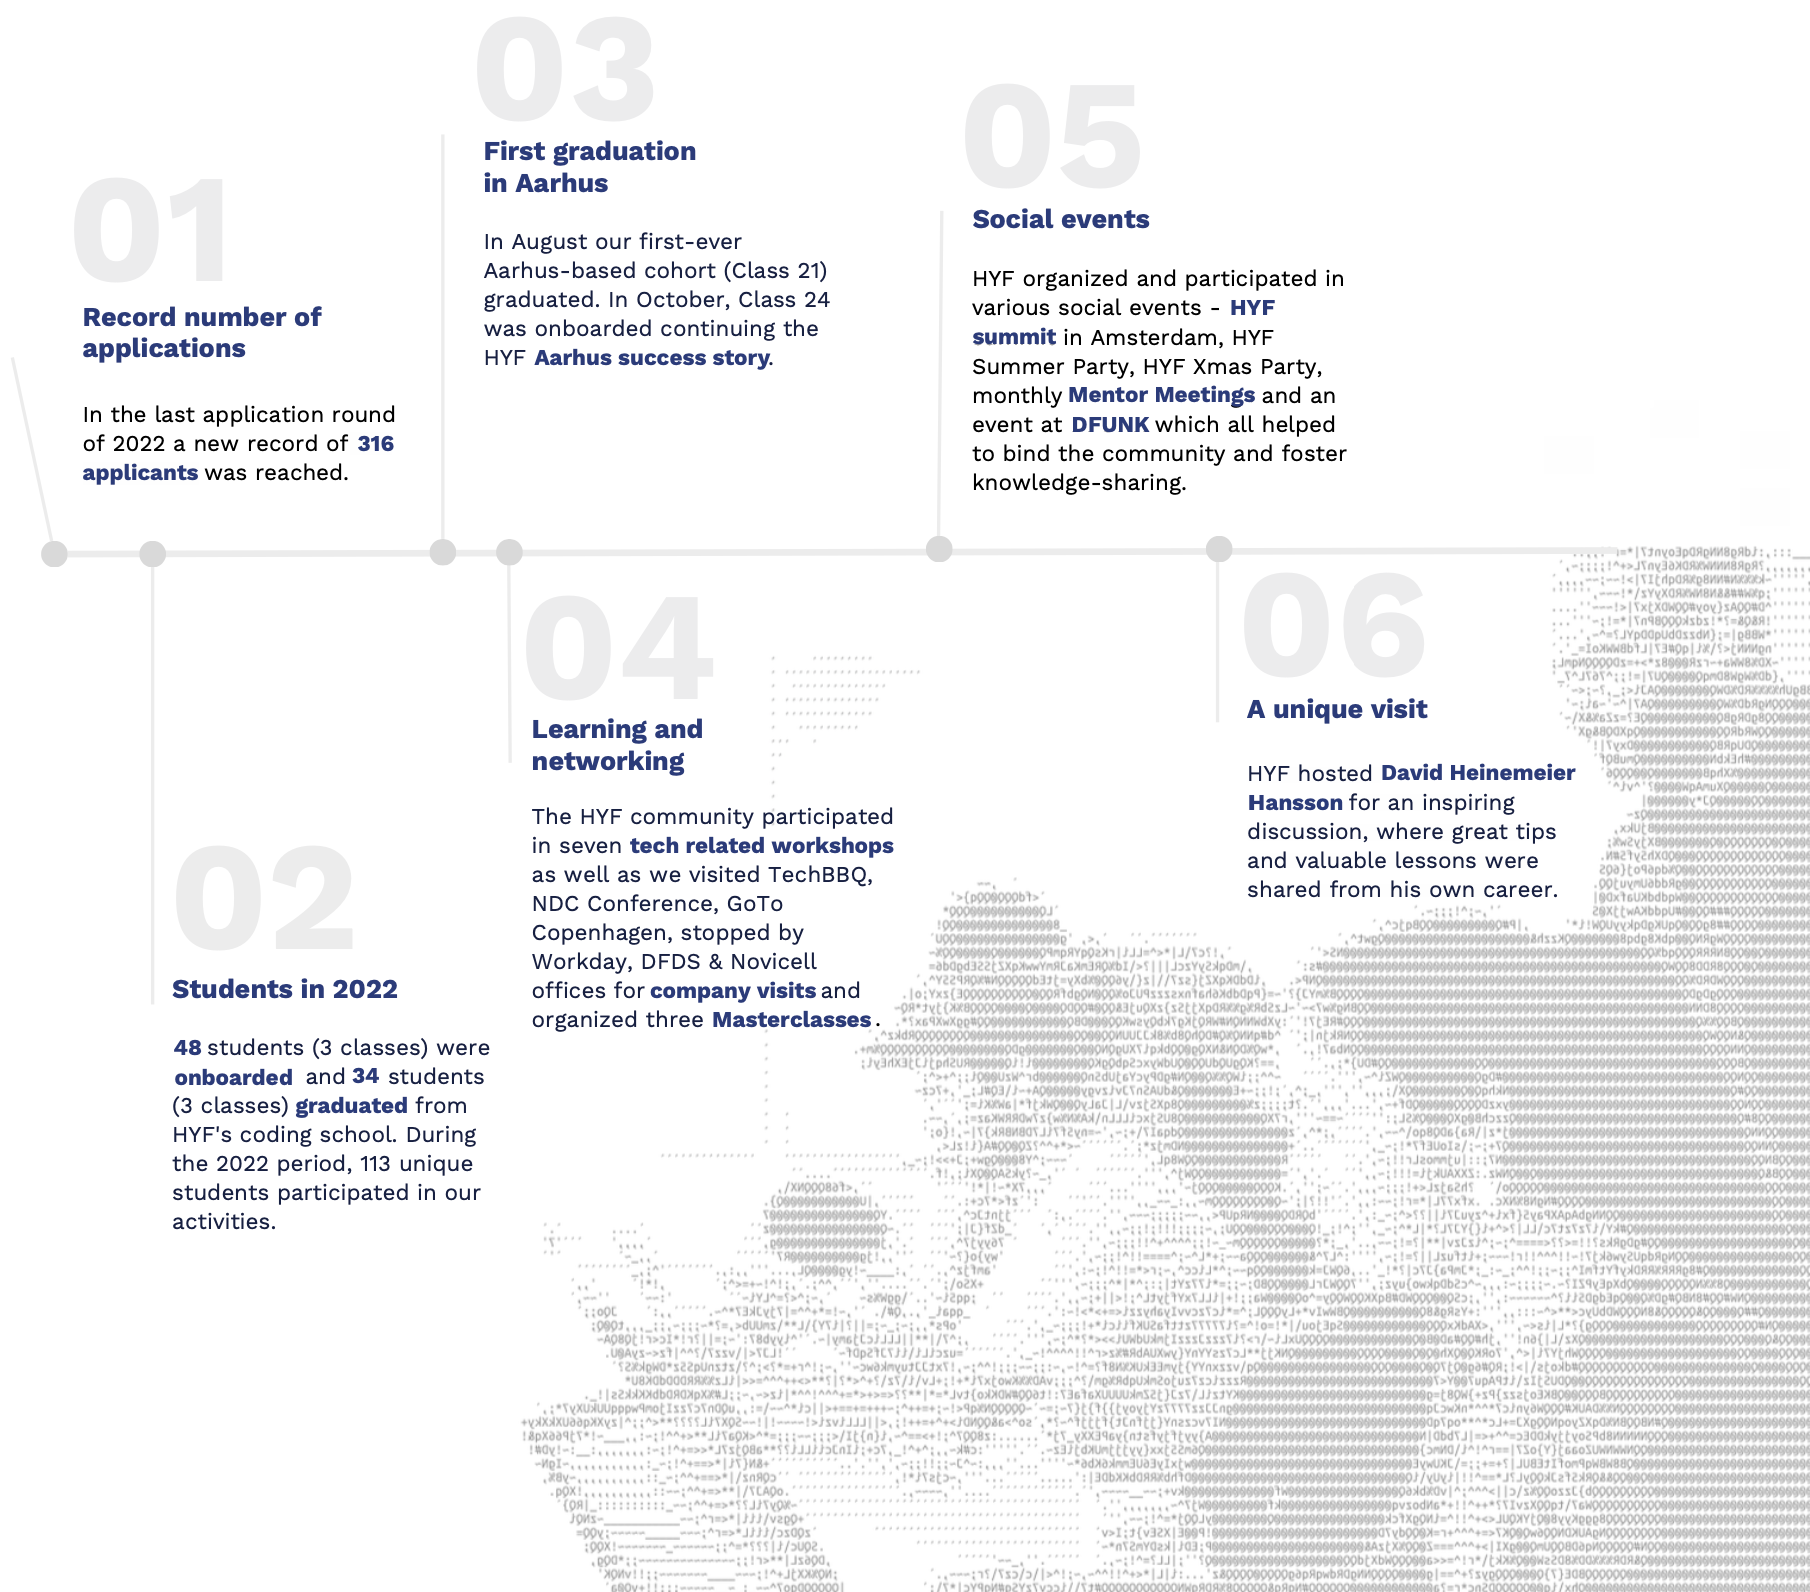 01
Record number of
applications
In the last application round
of 2022 a new record of 316
applicants was reached.
02
Students in 2022
48 students (3 classes) were
onboarded and 34 students
(3 classes) graduated from
HYF's coding school. During
the 2022 period, 113 unique
students participated in our
activities.
03
First graduation
in Aarhus
In August our first-ever
Aarhus-based cohort (Class 21)
graduated. In October, Class 24
was onboarded continuing the
HYF Aarhus success story.
04
Learning and
networking
The HYF community participated
in seven tech related workshops
as well as we visited TechBBQ,
NDC Conference, GoTo
Copenhagen, stopped by
Workday, DFDS & Novicell
offices for company visits and
organized three Masterclasses.
05
Social events
HYF organized and participated in
various social events - HYF
summit in Amsterdam, HYF
Summer Party, HYF Xmas Party,
monthly Mentor Meetings and an
event at DFUNK which all helped
to bind the community and foster
knowledge-sharing.
06
A unique visit
HYF hosted David Heinemeier
Hansson for an inspiring
discussion, where great tips
and valuable lessons were
shared from his own career.